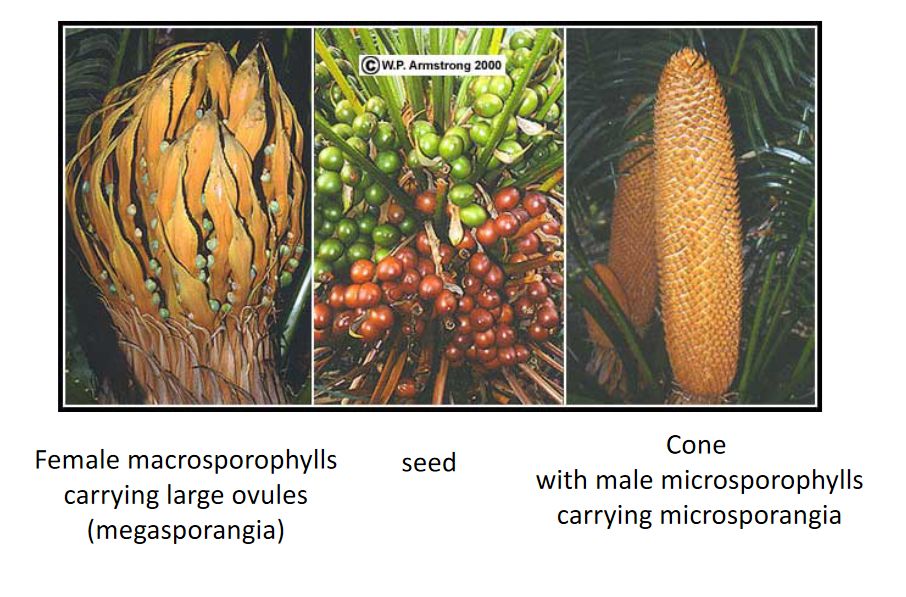 ©W.P. Armstrong 2000
Female macrosporophylls
carrying large ovules
(megasporangia)
seed
Cone
with male microsporophylls
carrying microsporangia